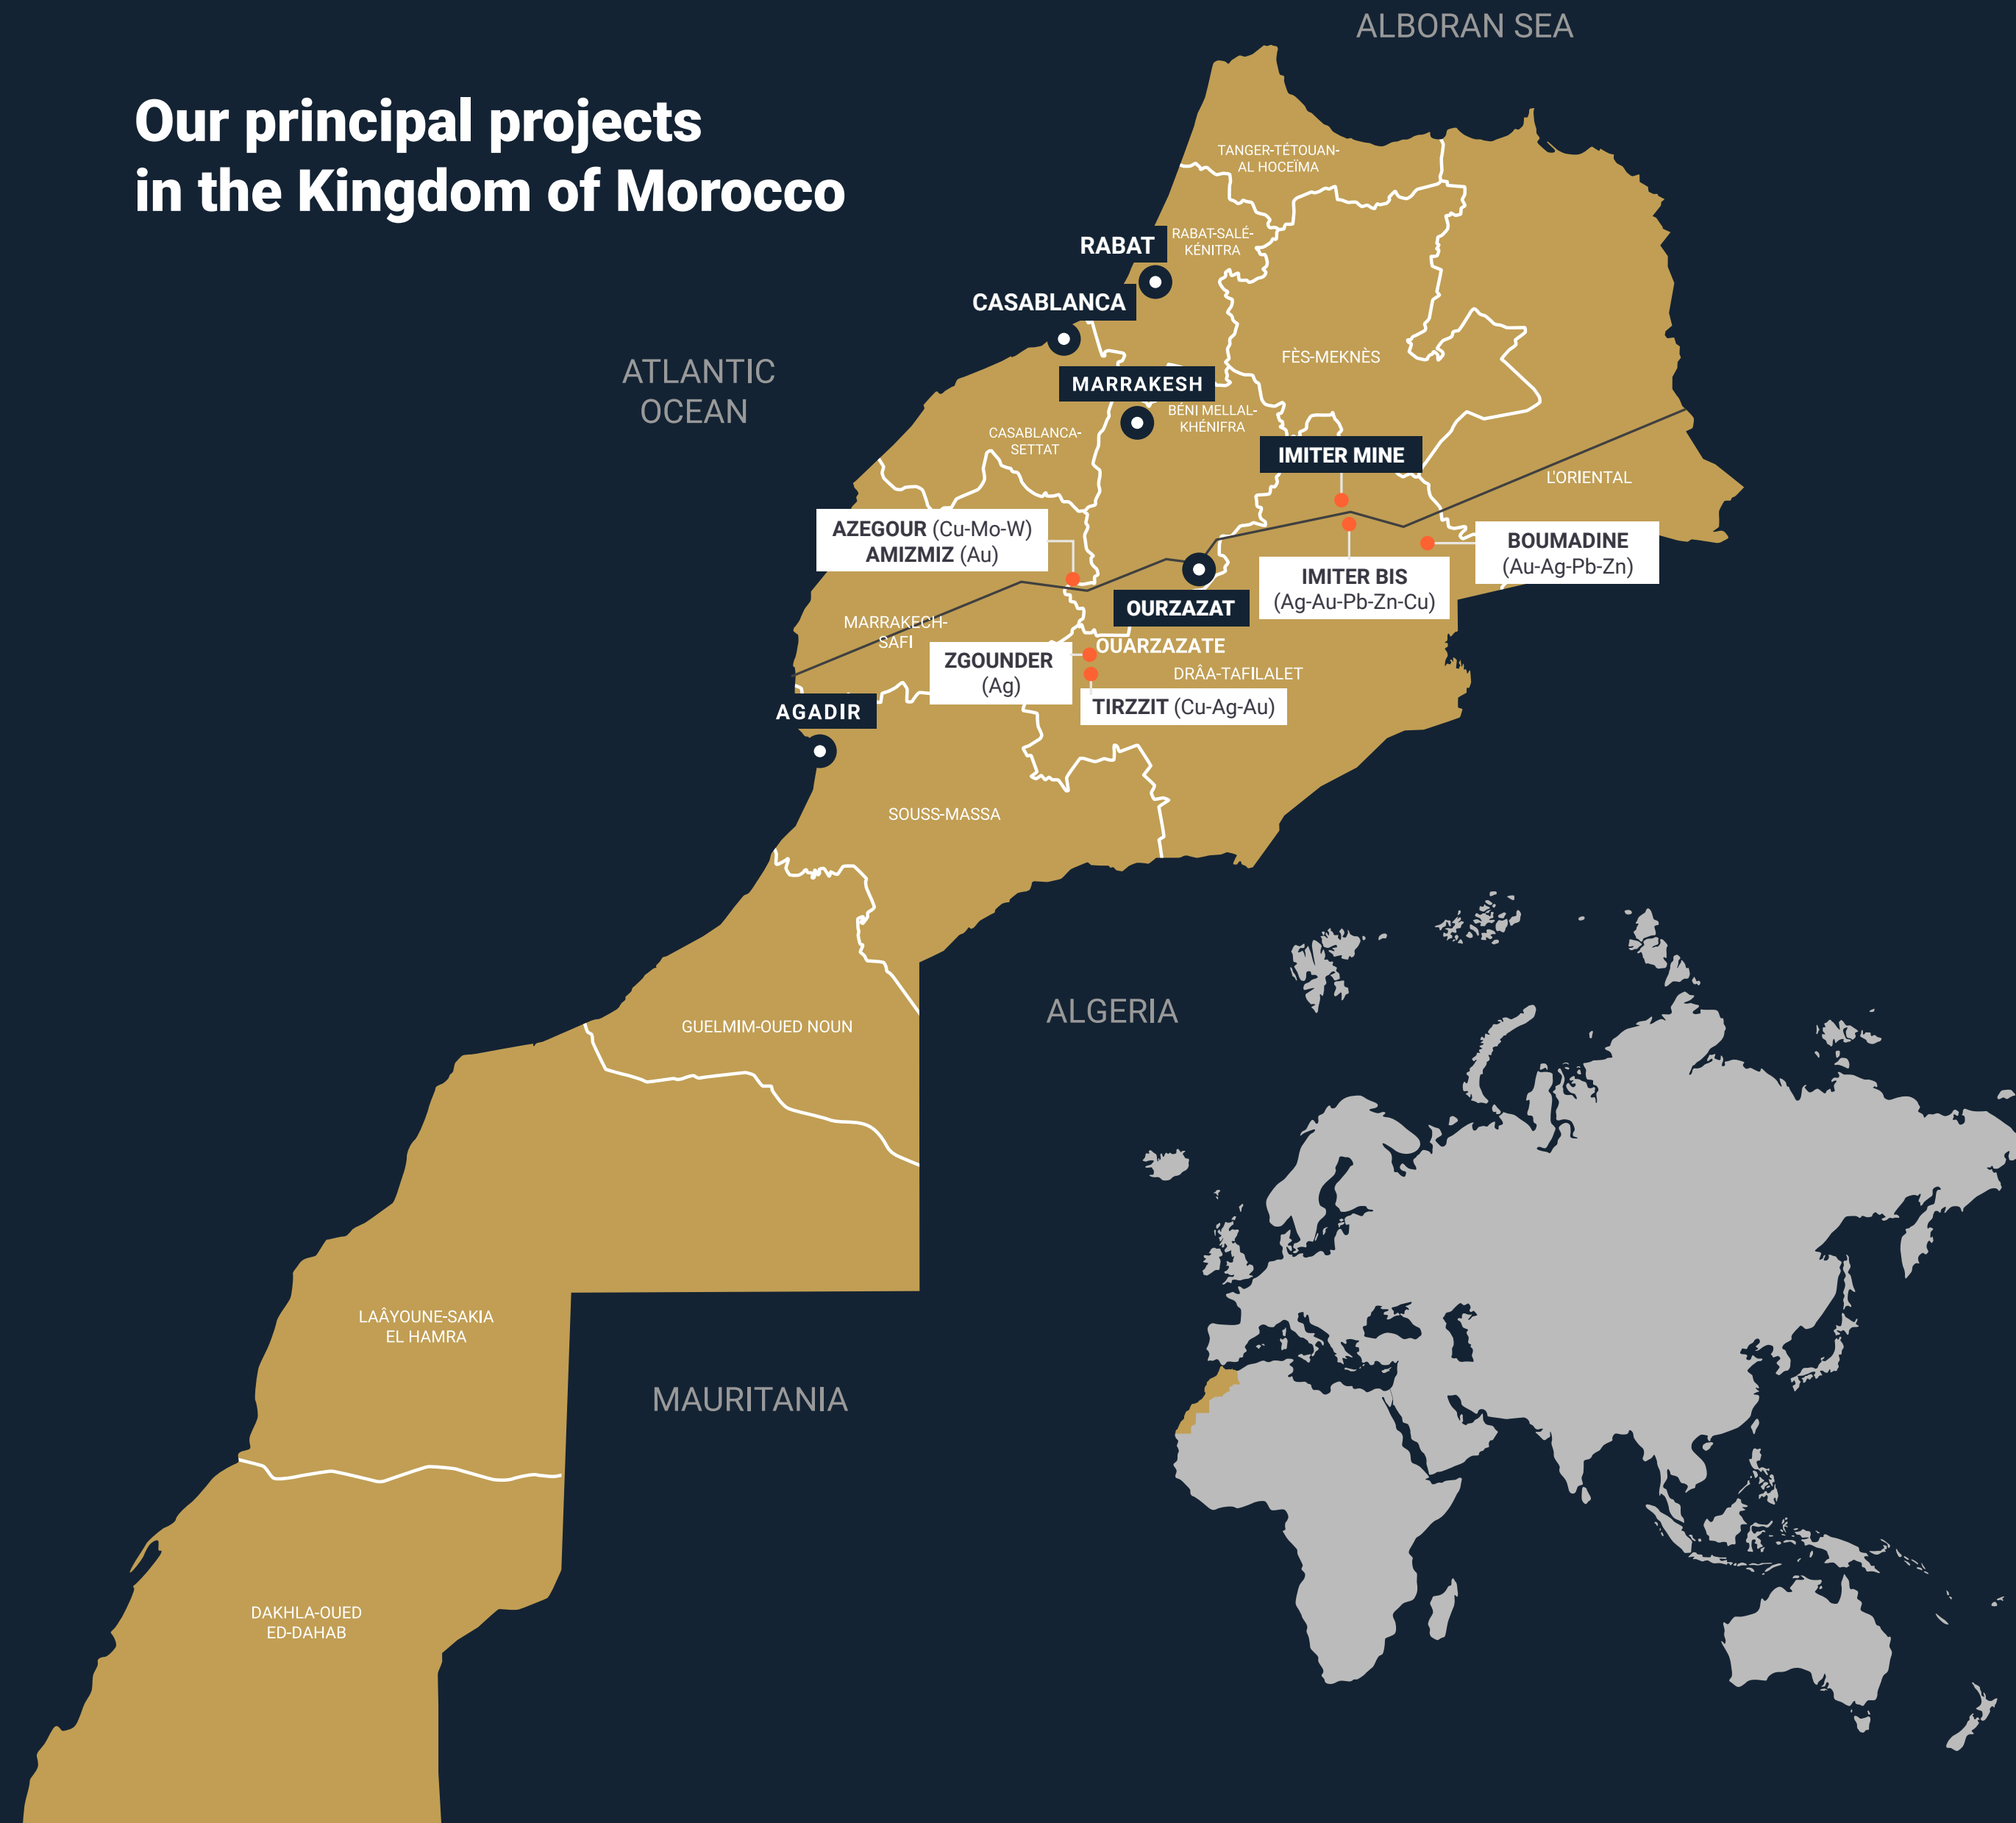 ALBORAN SEA
Our principal projects
in the Kingdom of Morocco
TANGER-TÉTOUAN-
AL HOCEÏMA
RABAT
RABAT-SALÉ-
KÉNITRA
CASABLANCA
ATLANTIC
OCEAN
FÈS-MEKNÈS
MARRAKESH
BÉNI MELLAL-
KHÉNIFRA
CASABLANCA-
SETTAT
IMITER MINE
L'ORIENTAL
AZEGOUR (Cu-Mo-W)
AMIZMIZ (Au)
BOUMADINE
(Au-Ag-Pb-Zn)
IMITER BIS
(Ag-Au-Pb-Zn-Cu)
OURZAZAT
MARRAKECH-
SAFI
OUARZAZATE
ZGOUNDER
(Ag)
DRÂA-TAFILALET
TIRZZIT (Cu-Ag-Au)
AGADIR
SOUSS-MASSA
ALGERIA
GUELMIM-OUED NOUN
LAÂYOUNE-SAKIA
EL HAMRA
MAURITANIA
DAKHLA-OUED
ED-DAHAB